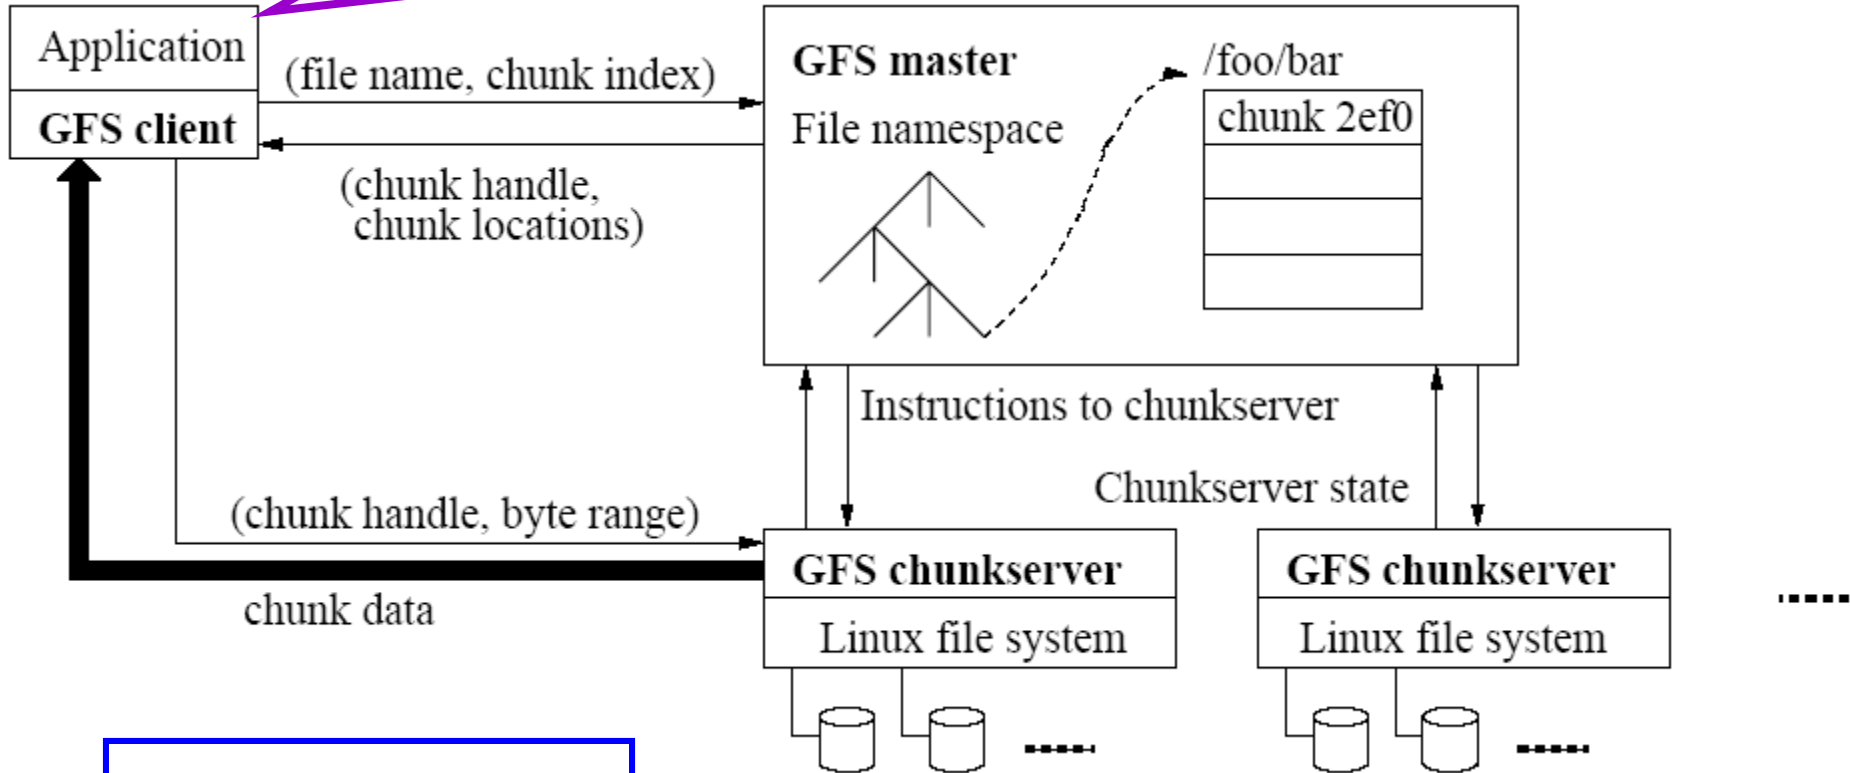 Application
GFS client
(file name, chunk index)
(chunk handle,
chunk locations)
GFS master
File namespace
/foo/bar
chunk 2ef0
Instructions to chunkserver
Chunkserver state
(chunk handle, byte range)
chunk data
GFS chunkserver
Linux file system
GFS chunkserver
Linux file system